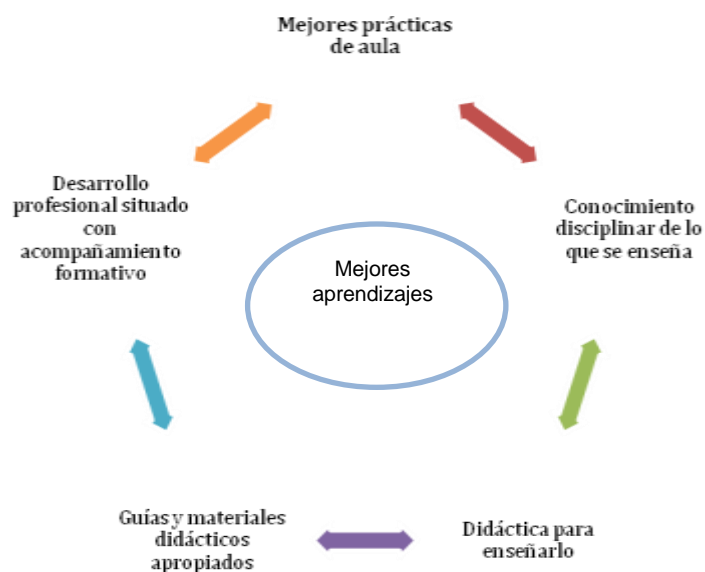 Mejores prácticas
de aula
Desarrollo
profesional situado
con
acompañamiento
formativo
Conocimiento
disciplinar de lo
que se enseña
Mejores
aprendizajes
Guías y materiales
didácticos
apropiados
Didáctica para
enseñarlo